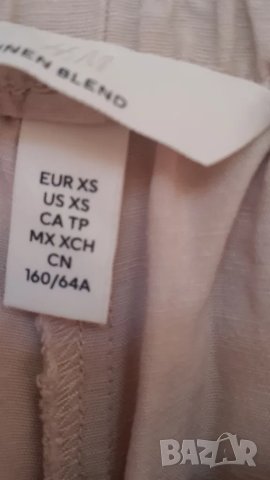 LINEN BLEND
EUR XS
US XS
CA TP
MX XCH
CN
160/64A
BAZAR